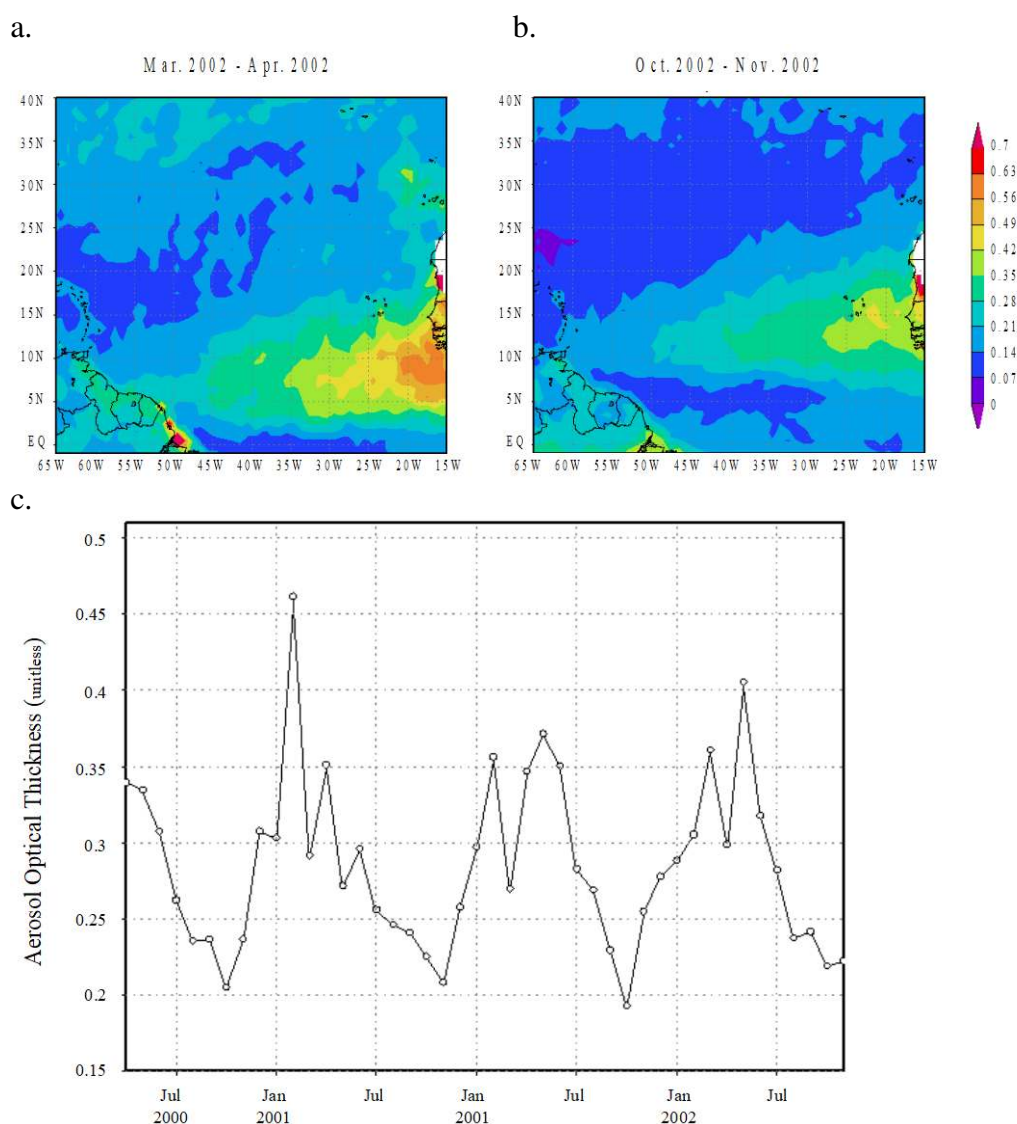 a. b.
Mar.2002 - Apr.2002 Oct.2002 - Nov.2002
40N 40N
35N 35N
30N 30N
25N 25N
20N 20N
15N 15N
10N 10N
5N 5N
EQ EQ
65W 60W 55W 50W 45W 40W 35W 30W 25W 20W 15W 65W 60W 55W 50W 45W 40W 35W 30W 25W 20W 15W
0.7
0.63
0.56
0.49
0.42
0.35
0.28
0.14
0.07
0
c.
Aerosol Optical Thickness (unitless)
0.5
0.45
0.4
0.35
0.3
0.25
0.2
0.15
Jul Jan Jul Jan Jul Jan Jul
2000 2001 2001 2002